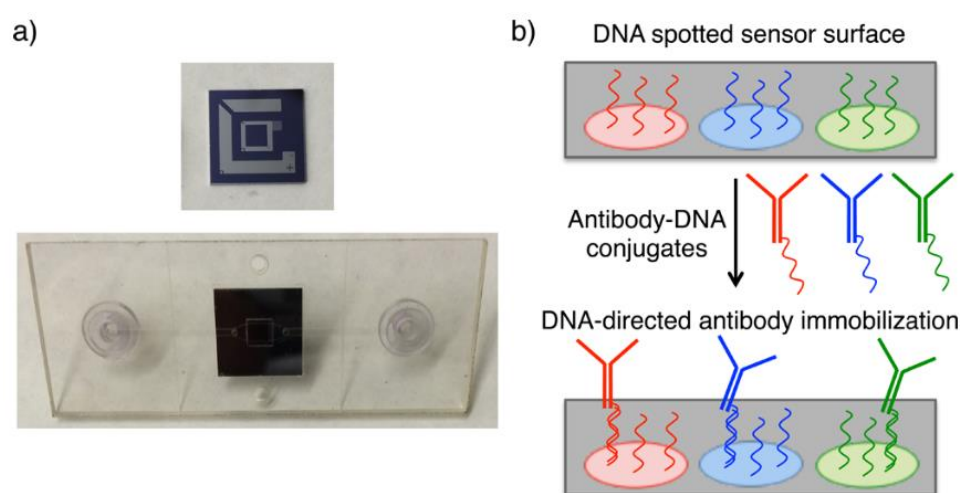 a)
b)
DNA spotted sensor surface
Antibody-DNA
conjugates
DNA-directed antibody immobilization